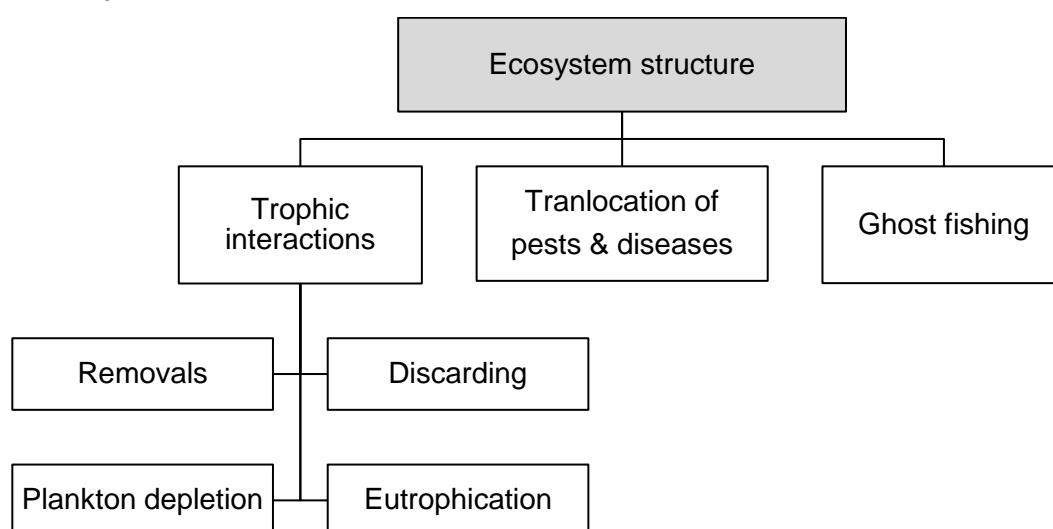 Ecosystem structure
Trophic
interactions
Tranlocation of
pests & diseases
Ghost fishing
Removals
Discarding
Plankton depletion
Eutrophication